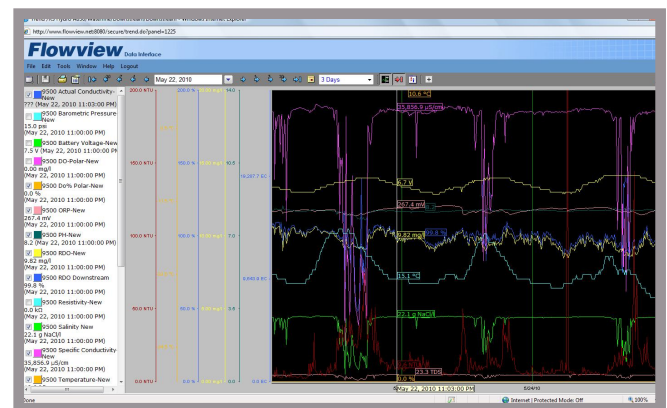 http://www.flowview.net8080/secure/trend.do?panel=1225
Flowview Data Interface
File Edit Tools Window Help Logout
May 22, 2010
3 Days
9500 Actual Conductivity-
New
??? (May 22, 2010 11:03:00 PM)
9500 Barometric Pressure
New
15.0 psi
(May 22, 2010 11:00:00 PM)
9500 Battery Voltage-New
7.5 V (May 22, 2010 11:00:00 PM
9500 DO-Polar-New
0.00 mg/l
(May 22, 2010 11:00:00 PM)
9500 Do% Polar-New
0.0 %
(May 22, 2010 11:00:00 PM)
9500 ORP-New
267.4 mV
(May 22, 2010 11:00:00 PM)
9500 PH-New
8.2 (May 22, 2010 11:00:00 PM)
9500 RDO-New
9.82 mg/l
(May 22, 2010 11:00:00 PM)
9500 RDO Downstream
99.8 %
(May 22, 2010 11:00:00 PM)
9500 Resistivity-New
0.0 kΩ
(May 22, 2010 11:00:00 PM)
9500 Salinity New
22.1 g NaCl/l
(May 22, 2010 11:00:00 PM)
9500 Specific Conductivity-
New
35,856.9 µS/cm
(May 22, 2010 11:00:00 PM)
9500 Temperature-New
200.0 NTU
200.0 %
14.0
150.0 NTU
150.0 %
10.5
100.0 NTU
100.0 %
7.0
50.0 NTU
50.0 %
3.5
0.0 NTU
0.0 %
0.0
0.0 EC
10.6 °C
35,856.9 µS/cm
6.7 V
267.4 mV
9.82 mg/l
99.8 %
15.1 °C
22.1 g NaCl/l
23.3 TDS
0.0 %
May 22, 2010 11:03:00 PM
5/24/10
Done
Internet | Protected Mode: Off
100%